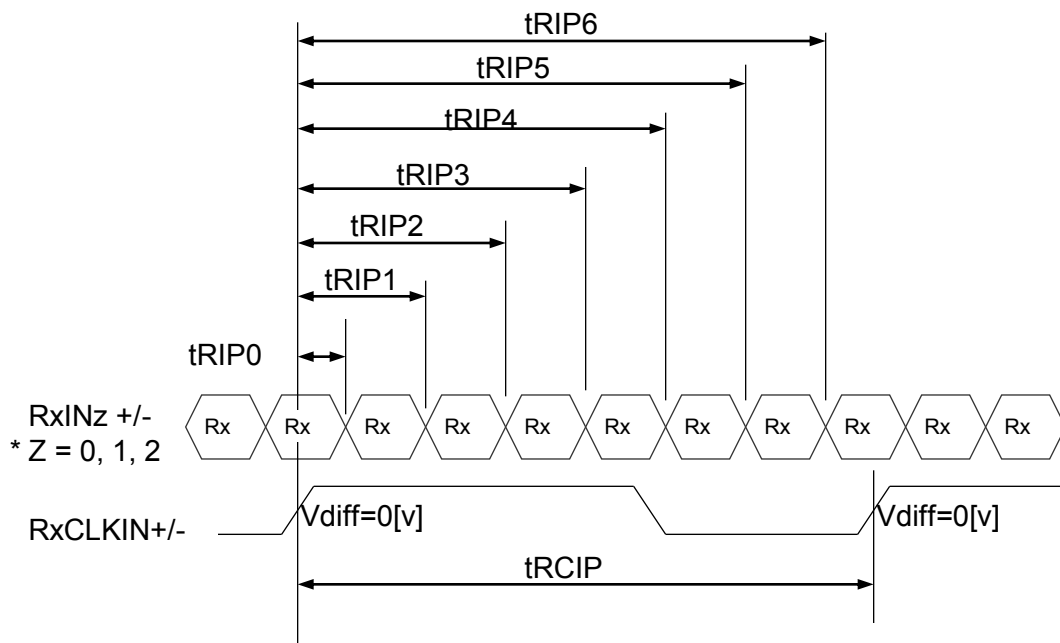 tRIP6
tRIP5
tRIP4
tRIP3
tRIP2
tRIP1
tRIP0
RxINz +/-
* Z = 0, 1, 2
Rx Rx Rx Rx Rx Rx Rx Rx Rx Rx Rx
RxCLKIN+/-
Vdiff=0[v] Vdiff=0[v]
tRCIP